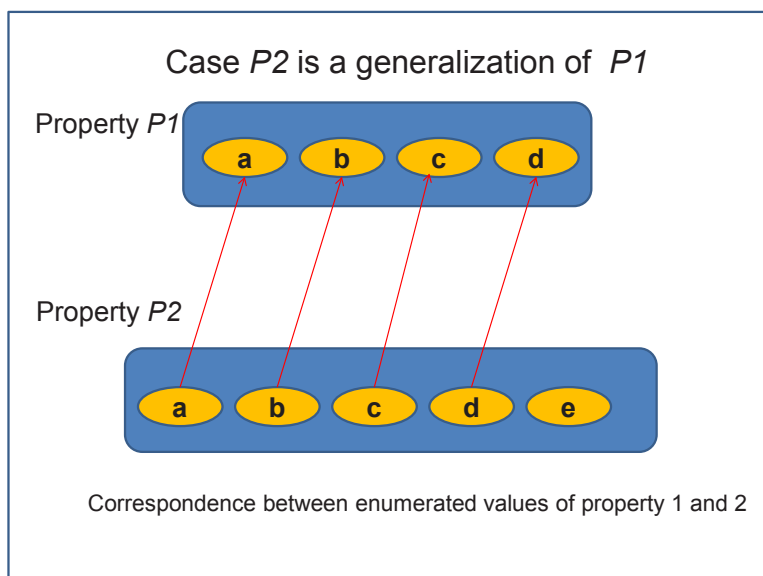 Case P2 is a generalization of P1
Property P1
a b c d
Property P2
a b c d e
Correspondence between enumerated values of property 1 and 2